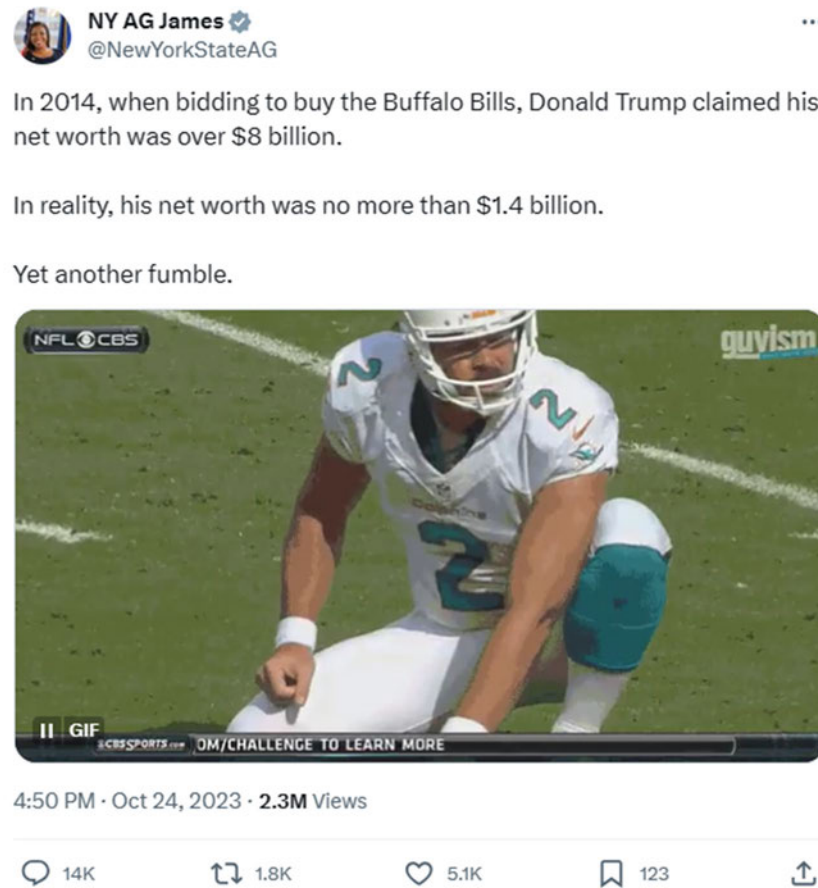 NY AG James
@NewYorkStateAG
In 2014, when bidding to buy the Buffalo Bills, Donald Trump claimed his
net worth was over $8 billion.
In reality, his net worth was no more than $1.4 billion.
Yet another fumble.
NFL CBS
guyism
2
2
DOLPHINS
2
GIF
CBSSPORTS.COM OM/CHALLENGE TO LEARN MORE
4:50 PM · Oct 24, 2023 · 2.3M Views
14K 1.8K 5.1K 123